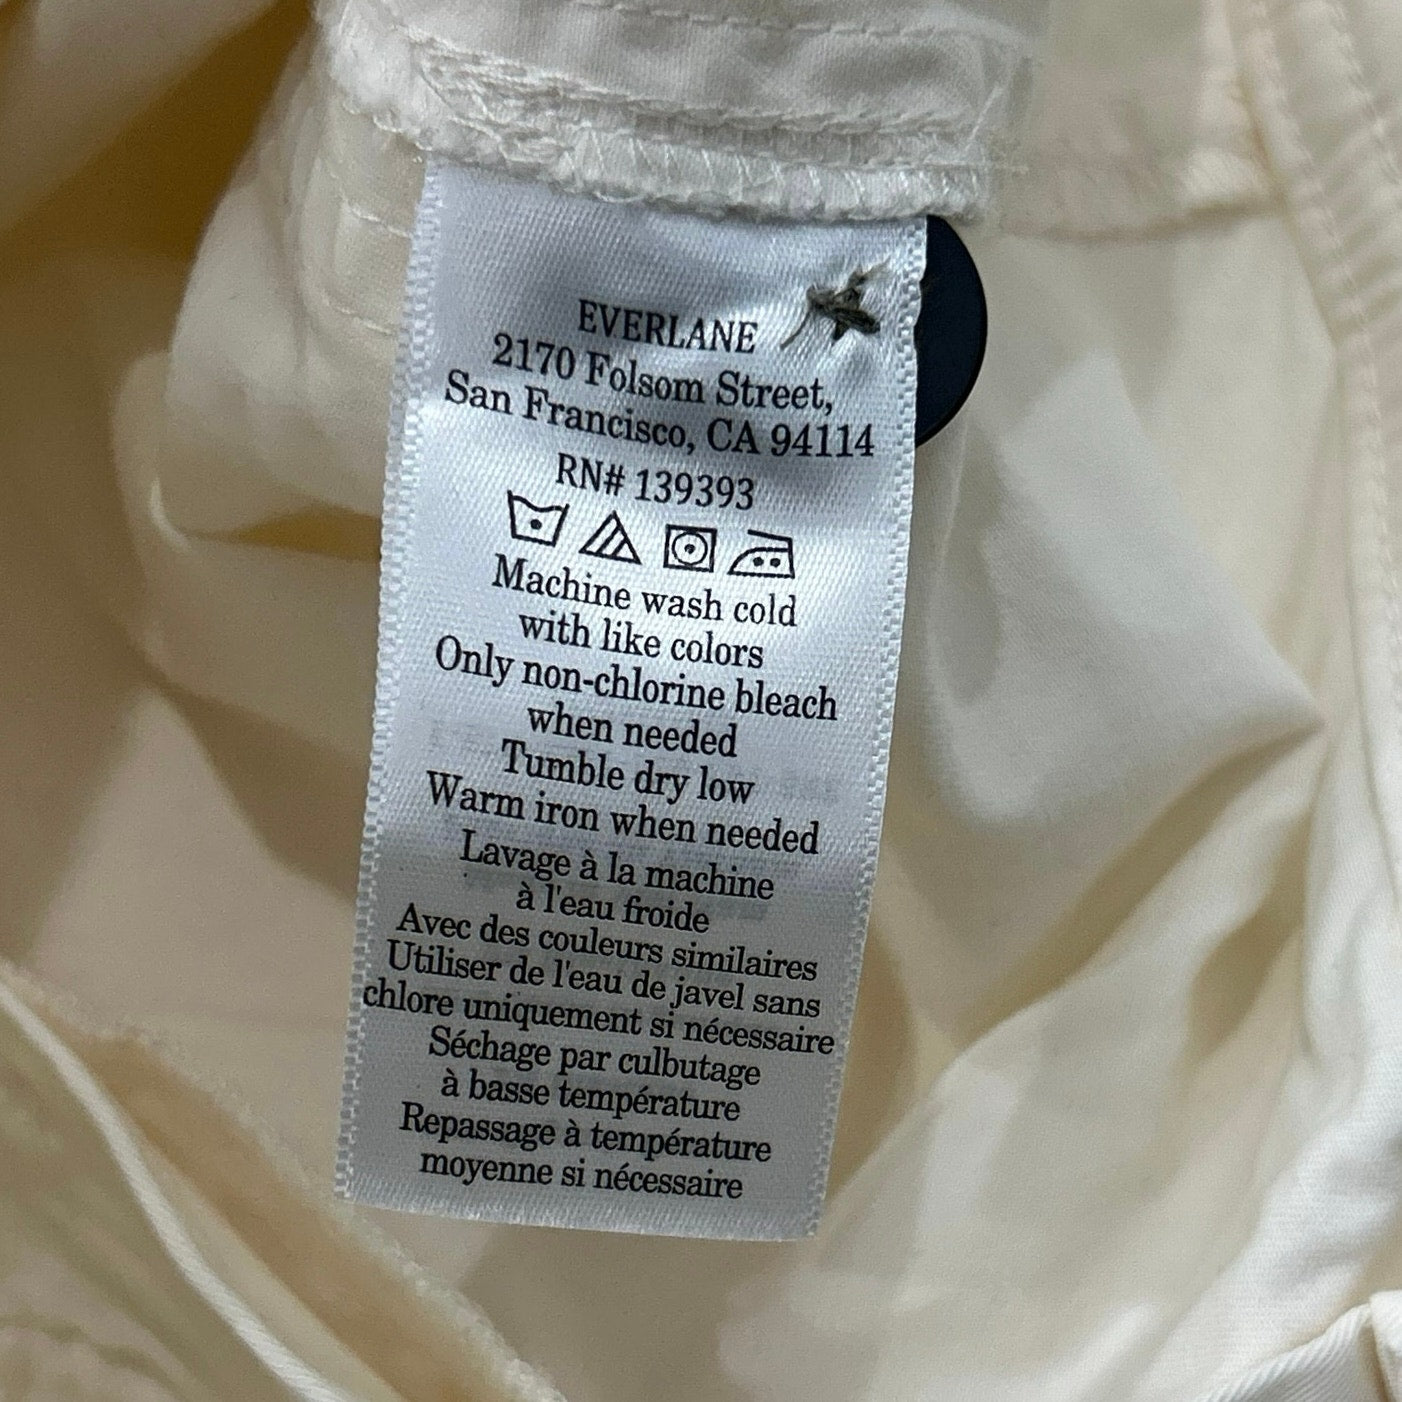 EVERLANE
2170 Folsom Street,
San Francisco, CA 94114
RN# 139393
Machine wash cold
with like colors
Only non-chlorine bleach
when needed
Tumble dry low
Warm iron when needed
Lavage à la machine
à l'eau froide
Avec des couleurs similaires
Utiliser de l'eau de javel sans
chlore uniquement si nécessaire
Séchage par culbutage
à basse température
Repassage à température
moyenne si nécessaire